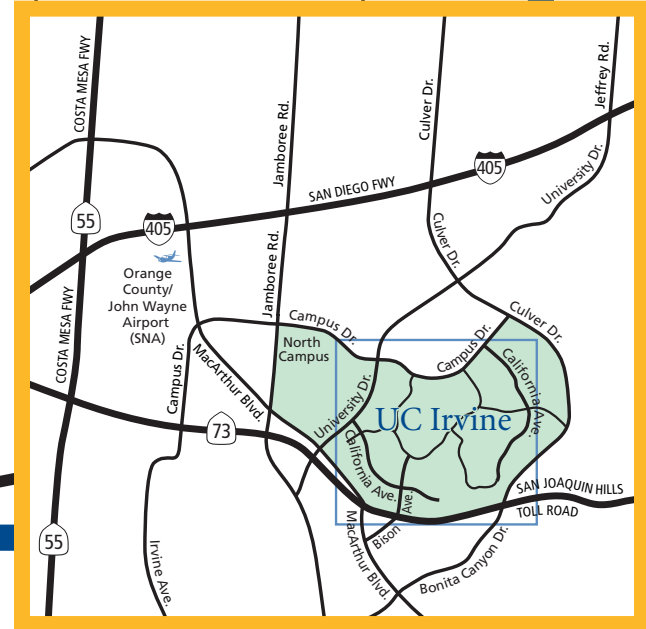 COSTA MESA FWY
Jamboree Rd.
Culver Dr.
Jeffrey Rd.
405
SAN DIEGO FWY
University Dr.
55
405
Culver Dr.
Jamboree Rd.
Orange
County/
John Wayne
Airport
(SNA)
COSTA MESA FWY
Campus Dr.
Culver Dr.
North
Campus
Campus Dr.
California Ave.
Campus Dr.
MacArthur Blvd.
University Dr.
UC Irvine
73
California Ave.
Ave.
Bison
SAN JOAQUIN HILLS
TOLL ROAD
55
MacArthur Blvd.
Bonita Canyon Dr.
Irvine Ave.